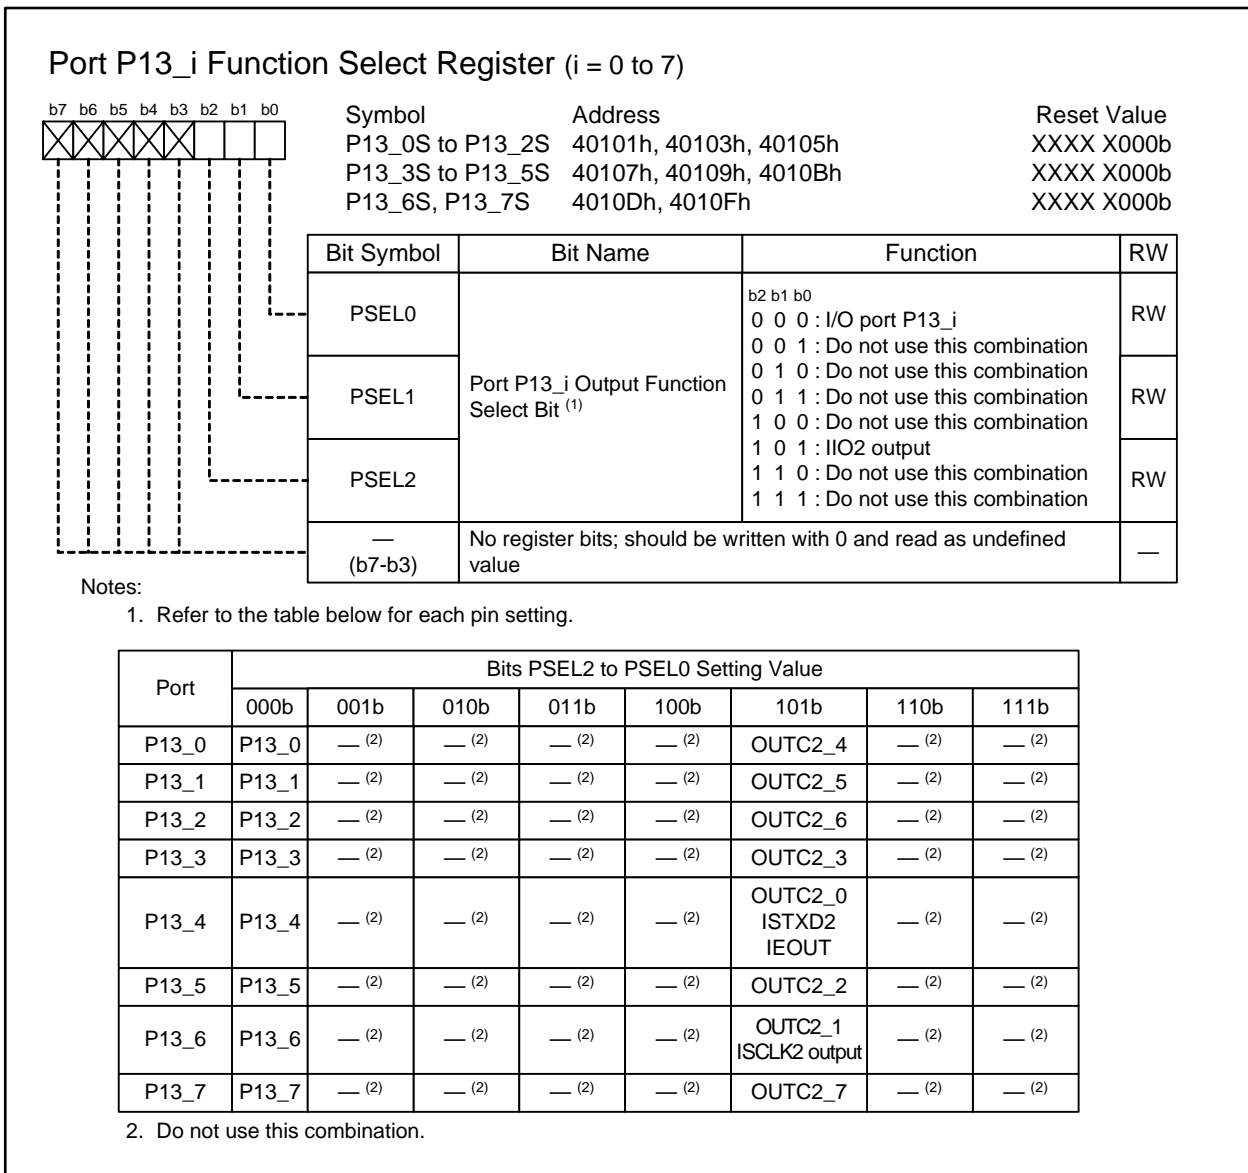 Port P13_i Function Select Register (i = 0 to 7)
b7 b6 b5 b4 b3 b2 b1 b0
Symbol Address Reset Value
P13_0S to P13_2S 40101h, 40103h, 40105h XXXX X000b
P13_3S to P13_5S 40107h, 40109h, 4010Bh XXXX X000b
P13_6S, P13_7S 4010Dh, 4010Fh XXXX X000b
Bit Symbol Bit Name Function RW
PSEL0 RW
PSEL1 RW
PSEL2 RW
Port P13_i Output Function
Select Bit (1)
b2 b1 b0
0 0 0 : I/O port P13_i
0 0 1 : Do not use this combination
0 1 0 : Do not use this combination
0 1 1 : Do not use this combination
1 0 0 : Do not use this combination
1 0 1 : IIO2 output
1 1 0 : Do not use this combination
1 1 1 : Do not use this combination
—
(b7-b3)
No register bits; should be written with 0 and read as undefined
value
—
Notes:
1. Refer to the table below for each pin setting.
Port
Bits PSEL2 to PSEL0 Setting Value
000b 001b 010b 011b 100b 101b 110b 111b
P13_0 P13_0 — (2) — (2) — (2) — (2) OUTC2_4 — (2) — (2)
P13_1 P13_1 — (2) — (2) — (2) — (2) OUTC2_5 — (2) — (2)
P13_2 P13_2 — (2) — (2) — (2) — (2) OUTC2_6 — (2) — (2)
P13_3 P13_3 — (2) — (2) — (2) — (2) OUTC2_3 — (2) — (2)
P13_4 P13_4 — (2) — (2) — (2) — (2) OUTC2_0 — (2) — (2)
ISTXD2
IEOUT
P13_5 P13_5 — (2) — (2) — (2) — (2) OUTC2_2 — (2) — (2)
P13_6 P13_6 — (2) — (2) — (2) — (2) OUTC2_1 — (2) — (2)
ISCLK2 output
P13_7 P13_7 — (2) — (2) — (2) — (2) OUTC2_7 — (2) — (2)
2. Do not use this combination.